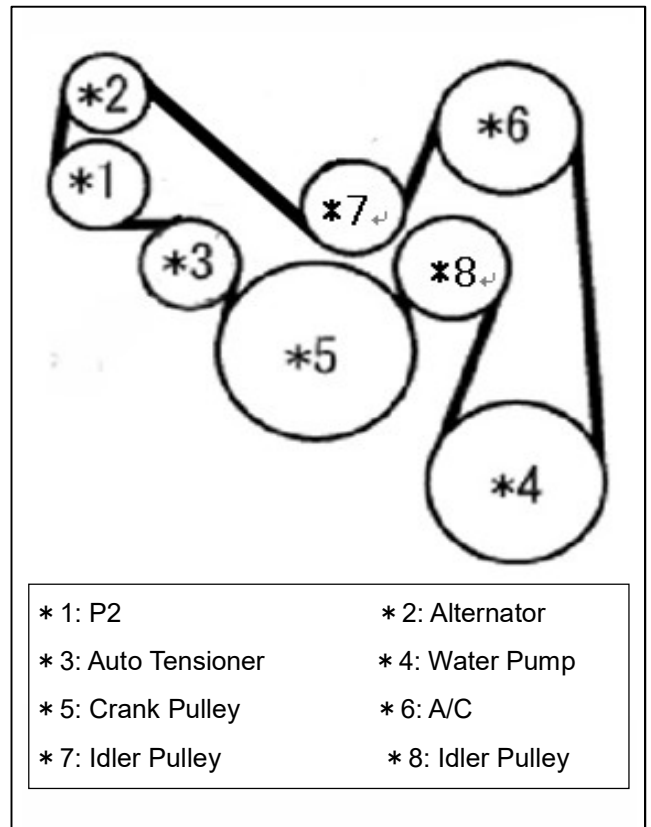 *2
*6
*1
*7↵
*3
*8↵
*5
*4
* 1: P2 * 2: Alternator
* 3: Auto Tensioner * 4: Water Pump
* 5: Crank Pulley * 6: A/C
* 7: Idler Pulley * 8: Idler Pulley